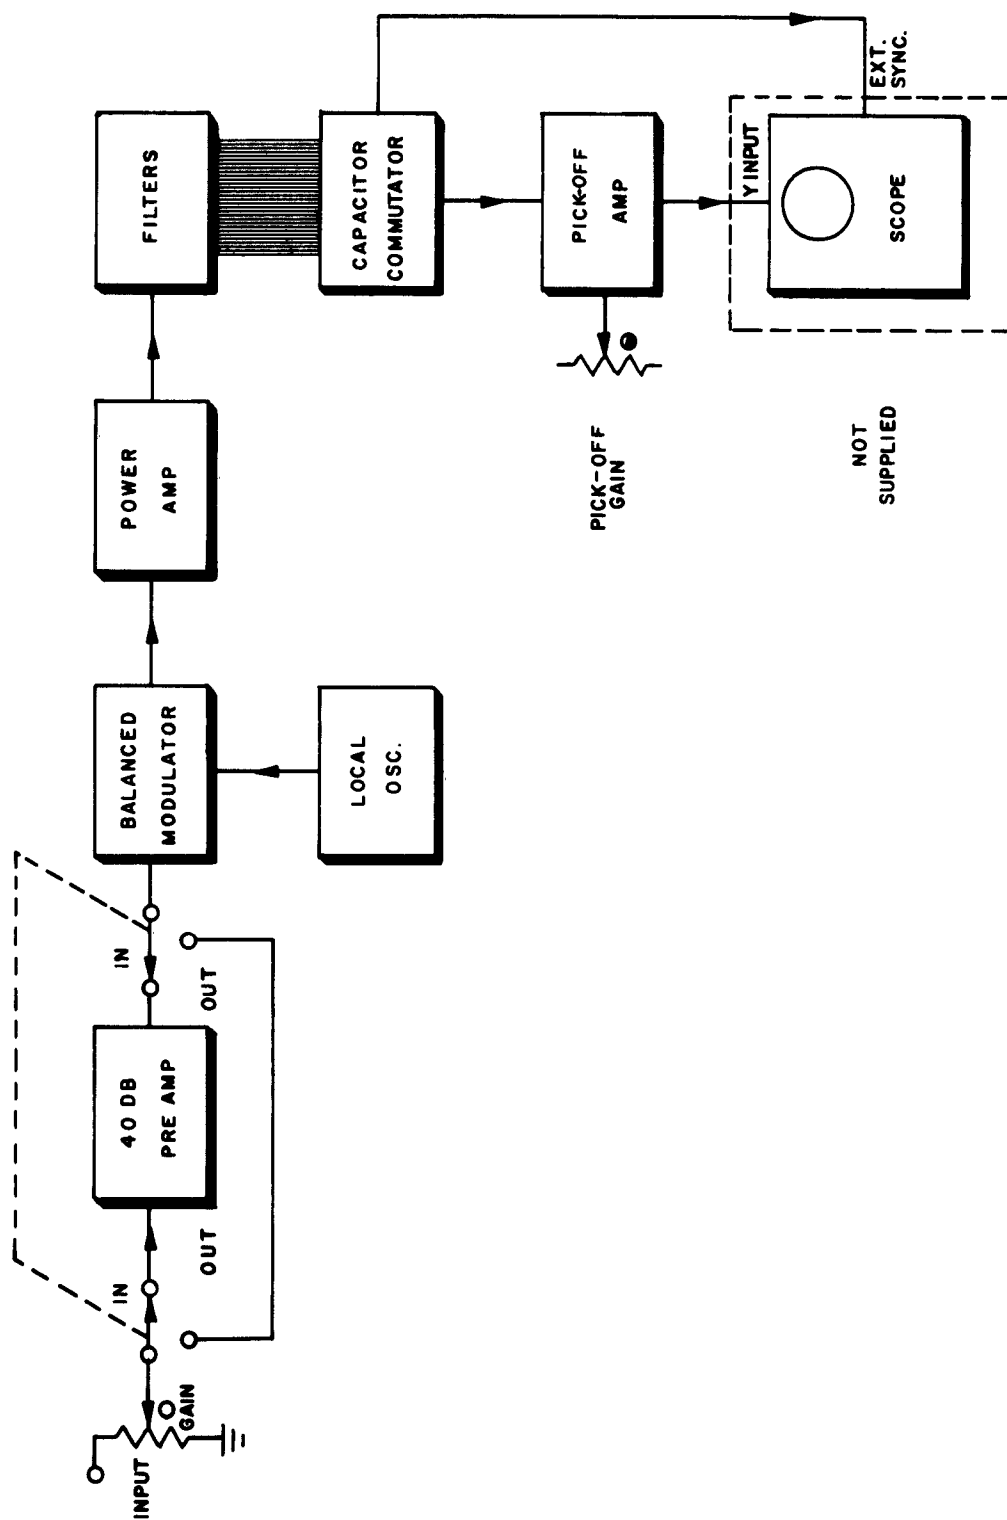 INPUT
GAIN
IN
OUT
40 DB
PRE AMP
IN
OUT
BALANCED
MODULATOR
LOCAL
OSC.
POWER
AMP
FILTERS
CAPACITOR
COMMUTATOR
PICK-OFF
AMP
PICK-OFF
GAIN
Y INPUT
SCOPE
EXT.
SYNC.
NOT
SUPPLIED